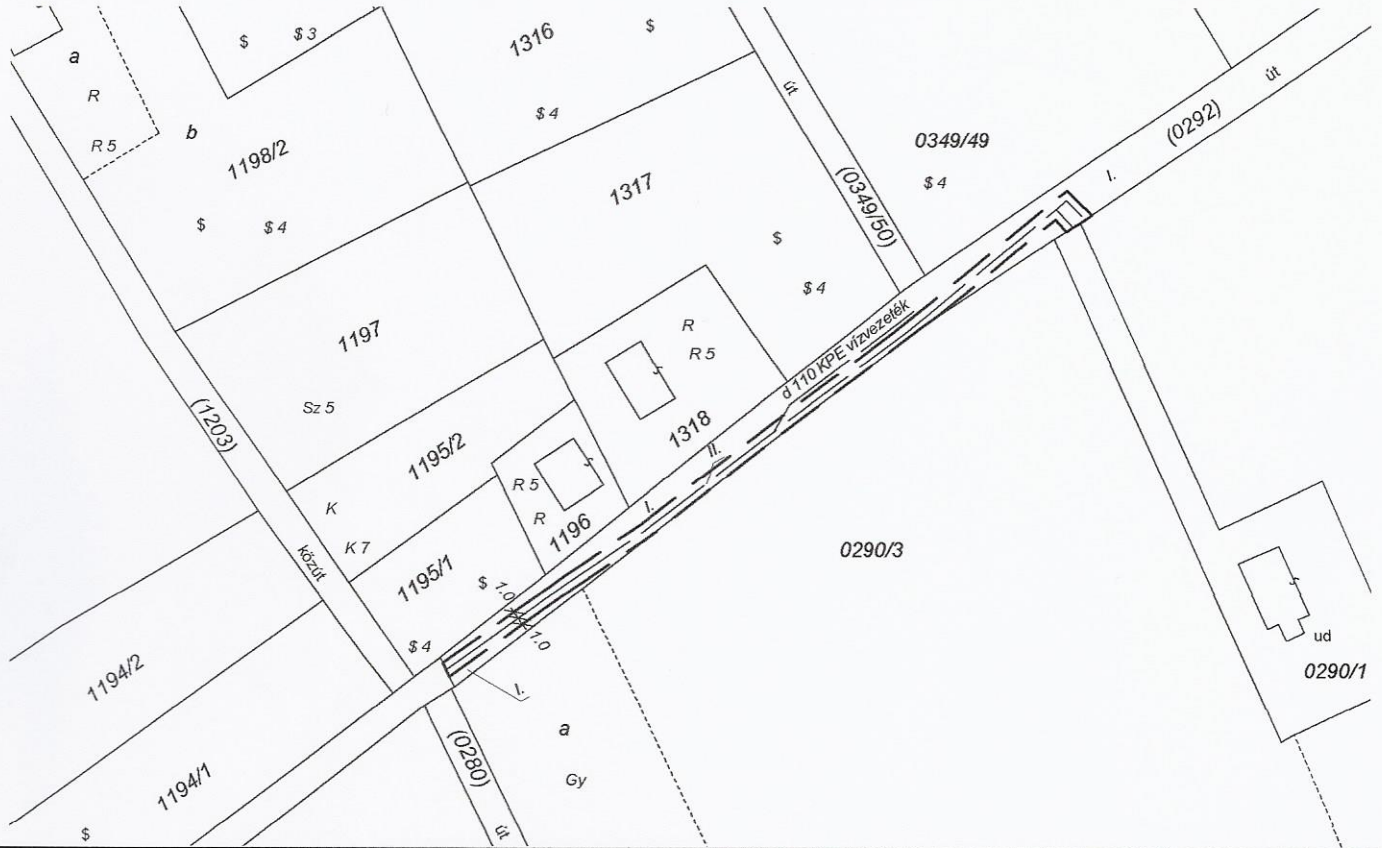 a
$
$ 3
1316
$
R
R 5
b
1198/2
$ 4
út
út
(0292)
0349/49
$ 4
I.
1317
(0349/50)
$
$ 4
$
$ 4
1197
Sz 5
R
R 5
d 110 KPE vízvezeték
(1203)
1195/2
1318
II.
K
K 7
R 5
R
1196
I.
közút
1195/1
$
1.0
1.0
0290/3
$ 4
1194/2
I.
ud
0290/1
a
(0280)
Gy
1194/1
$
út